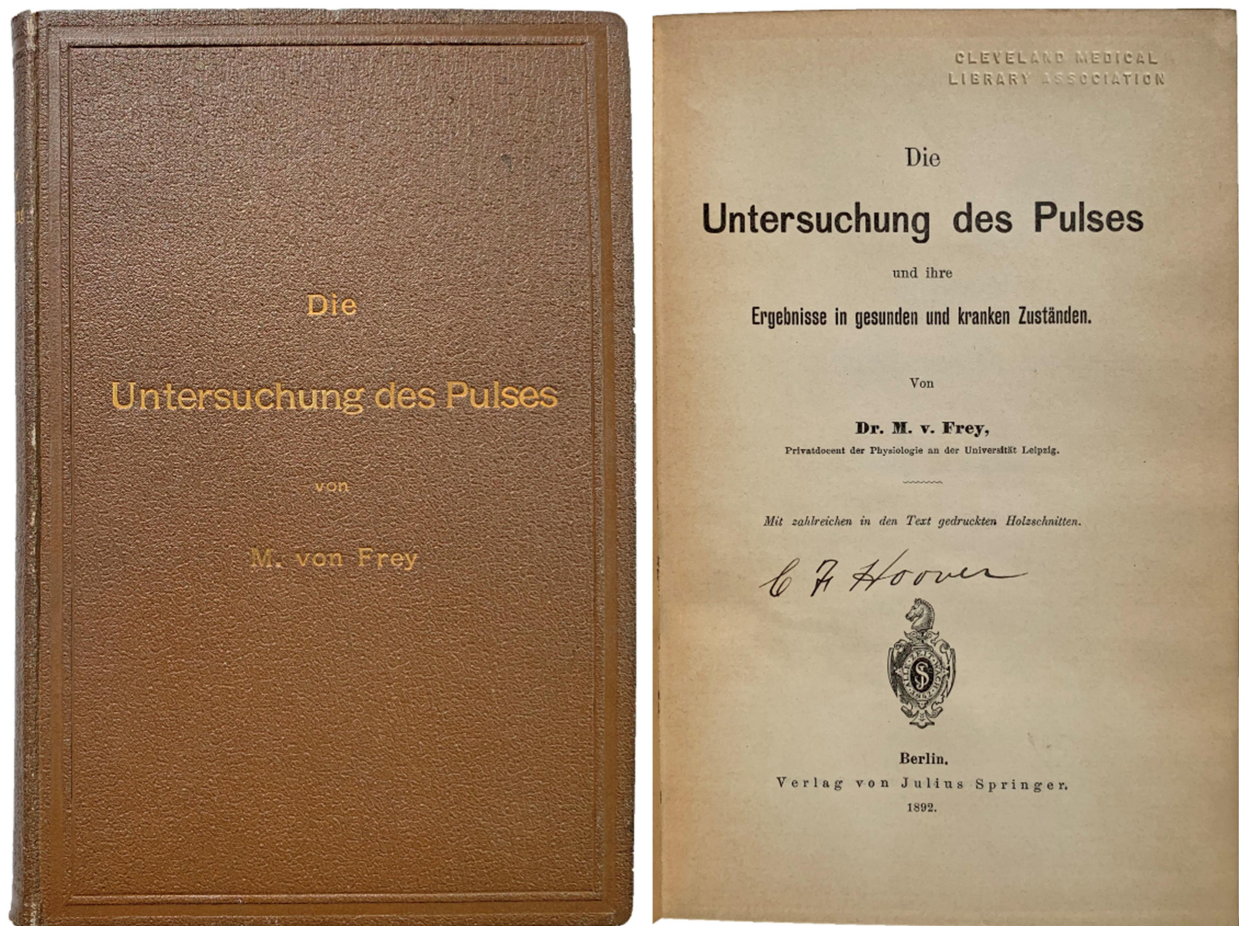 Die
Untersuchung des Pulses
von
M. von Frey
CLEVELAND MEDICAL
LIBRARY ASSOCIATION
Die
Untersuchung des Pulses
und ihre
Ergebnisse in gesunden und kranken Zuständen.
Von
Dr. M. v. Frey,
Privatdocent der Physiologie an der Universität Leipzig.
Mit zahlreichen in den Text gedruckten Holzschnitten.
C F Hoover
Berlin.
Verlag von Julius Springer.
1892.